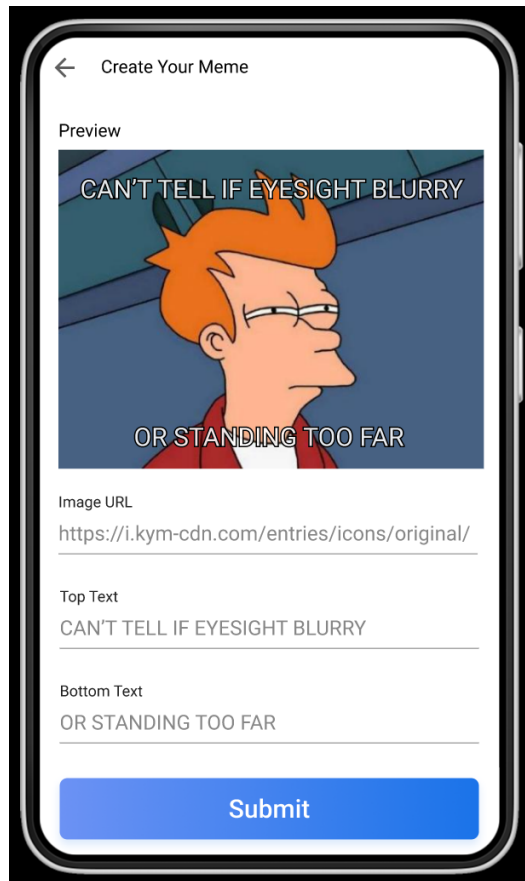 Create Your Meme
Preview
CAN'T TELL IF EYESIGHT BLURRY
OR STANDING TOO FAR
Image URL
https://i.kym-cdn.com/entries/icons/original/
Top Text
CAN'T TELL IF EYESIGHT BLURRY
Bottom Text
OR STANDING TOO FAR
Submit